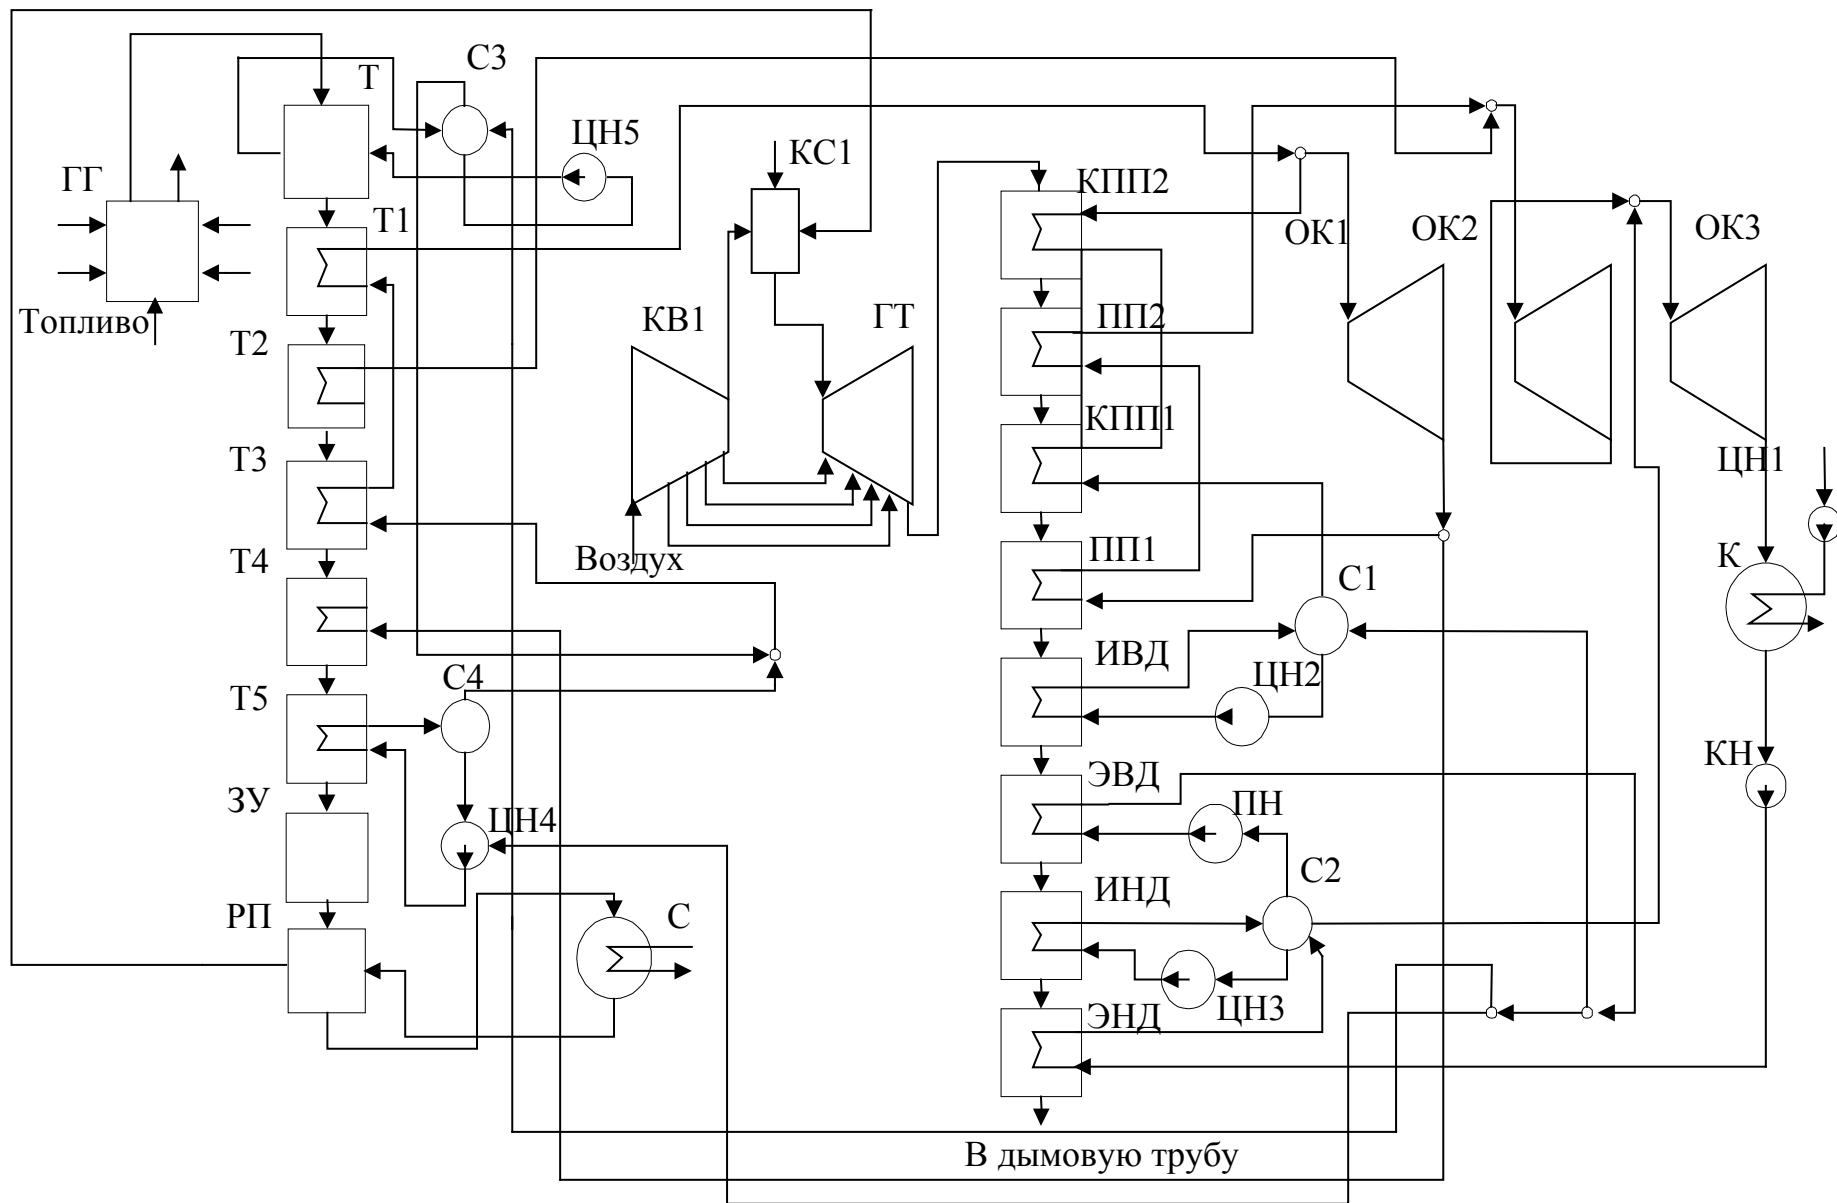 С3
Т
ЦН5
КС1
ГГ
КПП2
Т1
ОК1
ОК2
ОК3
Топливо
КВ1
ГТ
ПП2
Т2
КПП1
Т3
ЦН1
Воздух
ПП1
Т4
К
С1
ИВД
С4
ЦН2
Т5
КН
ЭВД
ЗУ
ПН
ЦН4
С2
ИНД
РП
С
ЦН3
ЭНД
В дымовую трубу